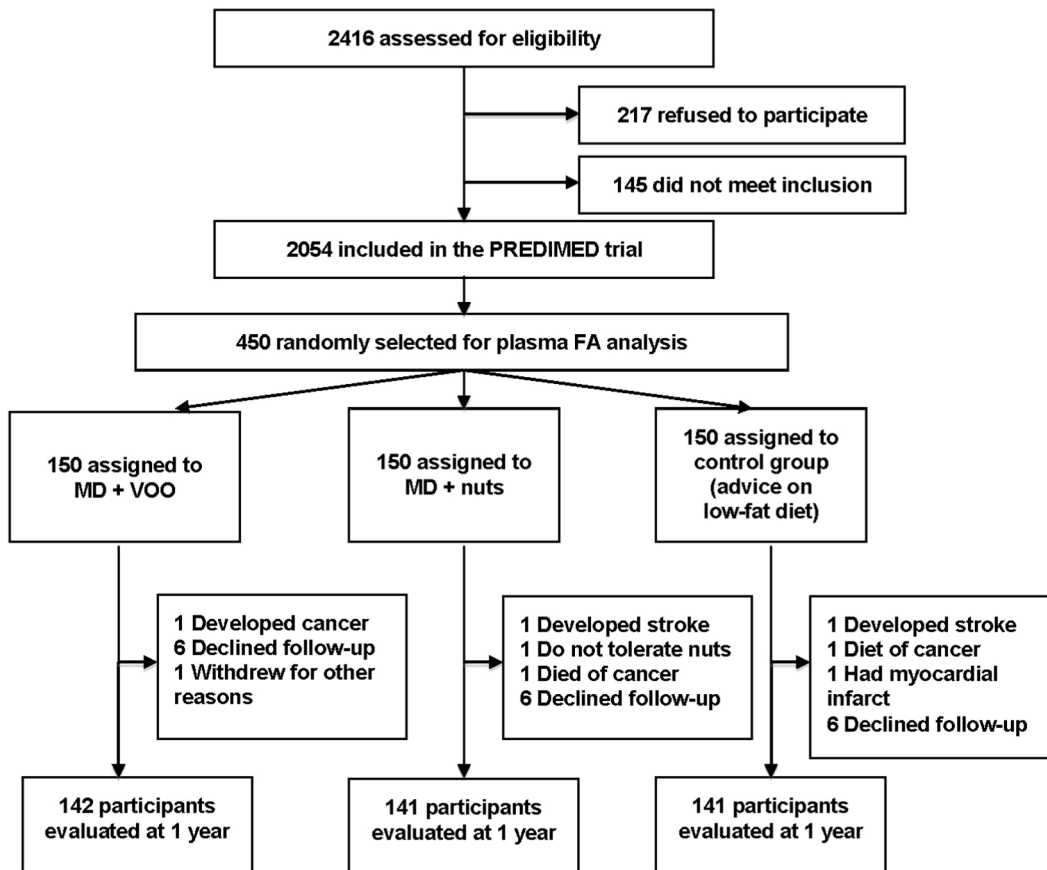 2416 assessed for eligibility
217 refused to participate
145 did not meet inclusion
2054 included in the PREDIMED trial
450 randomly selected for plasma FA analysis
150 assigned to
MD + VOO
150 assigned to
MD + nuts
150 assigned to
control group
(advice on
low-fat diet)
1 Developed cancer
6 Declined follow-up
1 Withdrew for other
reasons
1 Developed stroke
1 Do not tolerate nuts
1 Died of cancer
6 Declined follow-up
1 Developed stroke
1 Diet of cancer
1 Had myocardial
infarct
6 Declined follow-up
142 participants
evaluated at 1 year
141 participants
evaluated at 1 year
141 participants
evaluated at 1 year